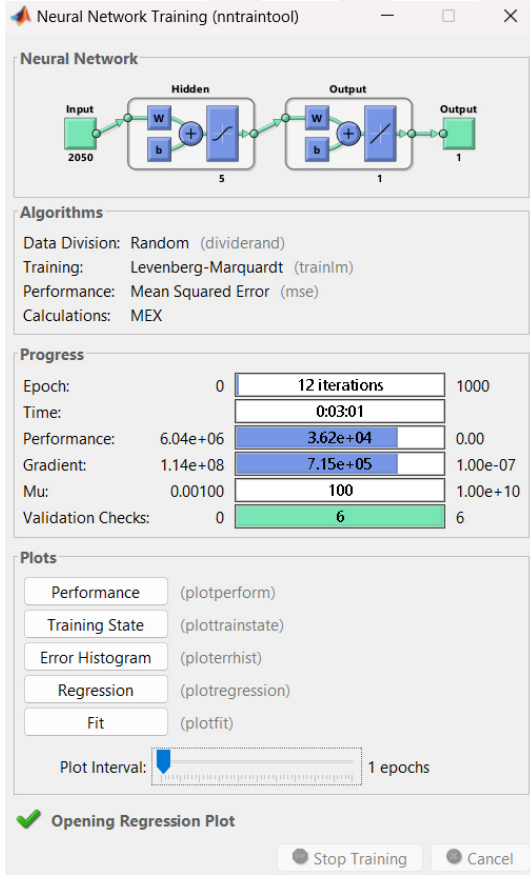 Neural Network Training (nntraintool)
Neural Network
Hidden Output
Input Output
W W
+ +
b b
2050 1
5 1
Algorithms
Data Division: Random (dividerand)
Training: Levenberg-Marquardt (trainlm)
Performance: Mean Squared Error (mse)
Calculations: MEX
Progress
Epoch: 0 12 iterations 1000
Time: 0:03:01
Performance: 6.04e+06 3.62e+04 0.00
Gradient: 1.14e+08 7.15e+05 1.00e-07
Mu: 0.00100 100 1.00e+10
Validation Checks: 0 6 6
Plots
Performance (plotperform)
Training State (plottrainstate)
Error Histogram (ploterrhist)
Regression (plotregression)
Fit (plotfit)
Plot Interval: 1 epochs
Opening Regression Plot
Stop Training Cancel